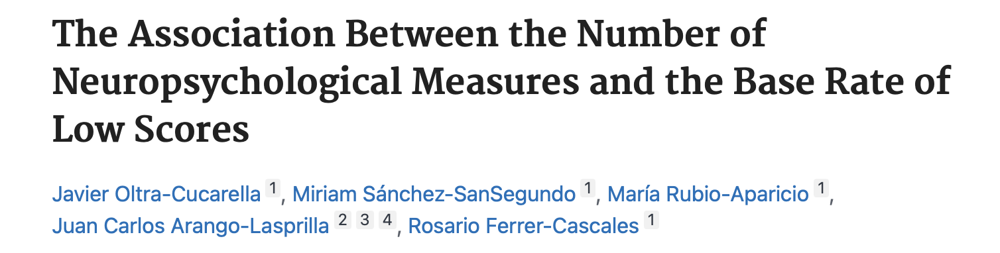 The Association Between the Number of
Neuropsychological Measures and the Base Rate of
Low Scores
Javier Oltra-Cucarella 1, Miriam Sánchez-SanSegundo 1, María Rubio-Aparicio 1,
Juan Carlos Arango-Lasprilla 2 3 4, Rosario Ferrer-Cascales 1